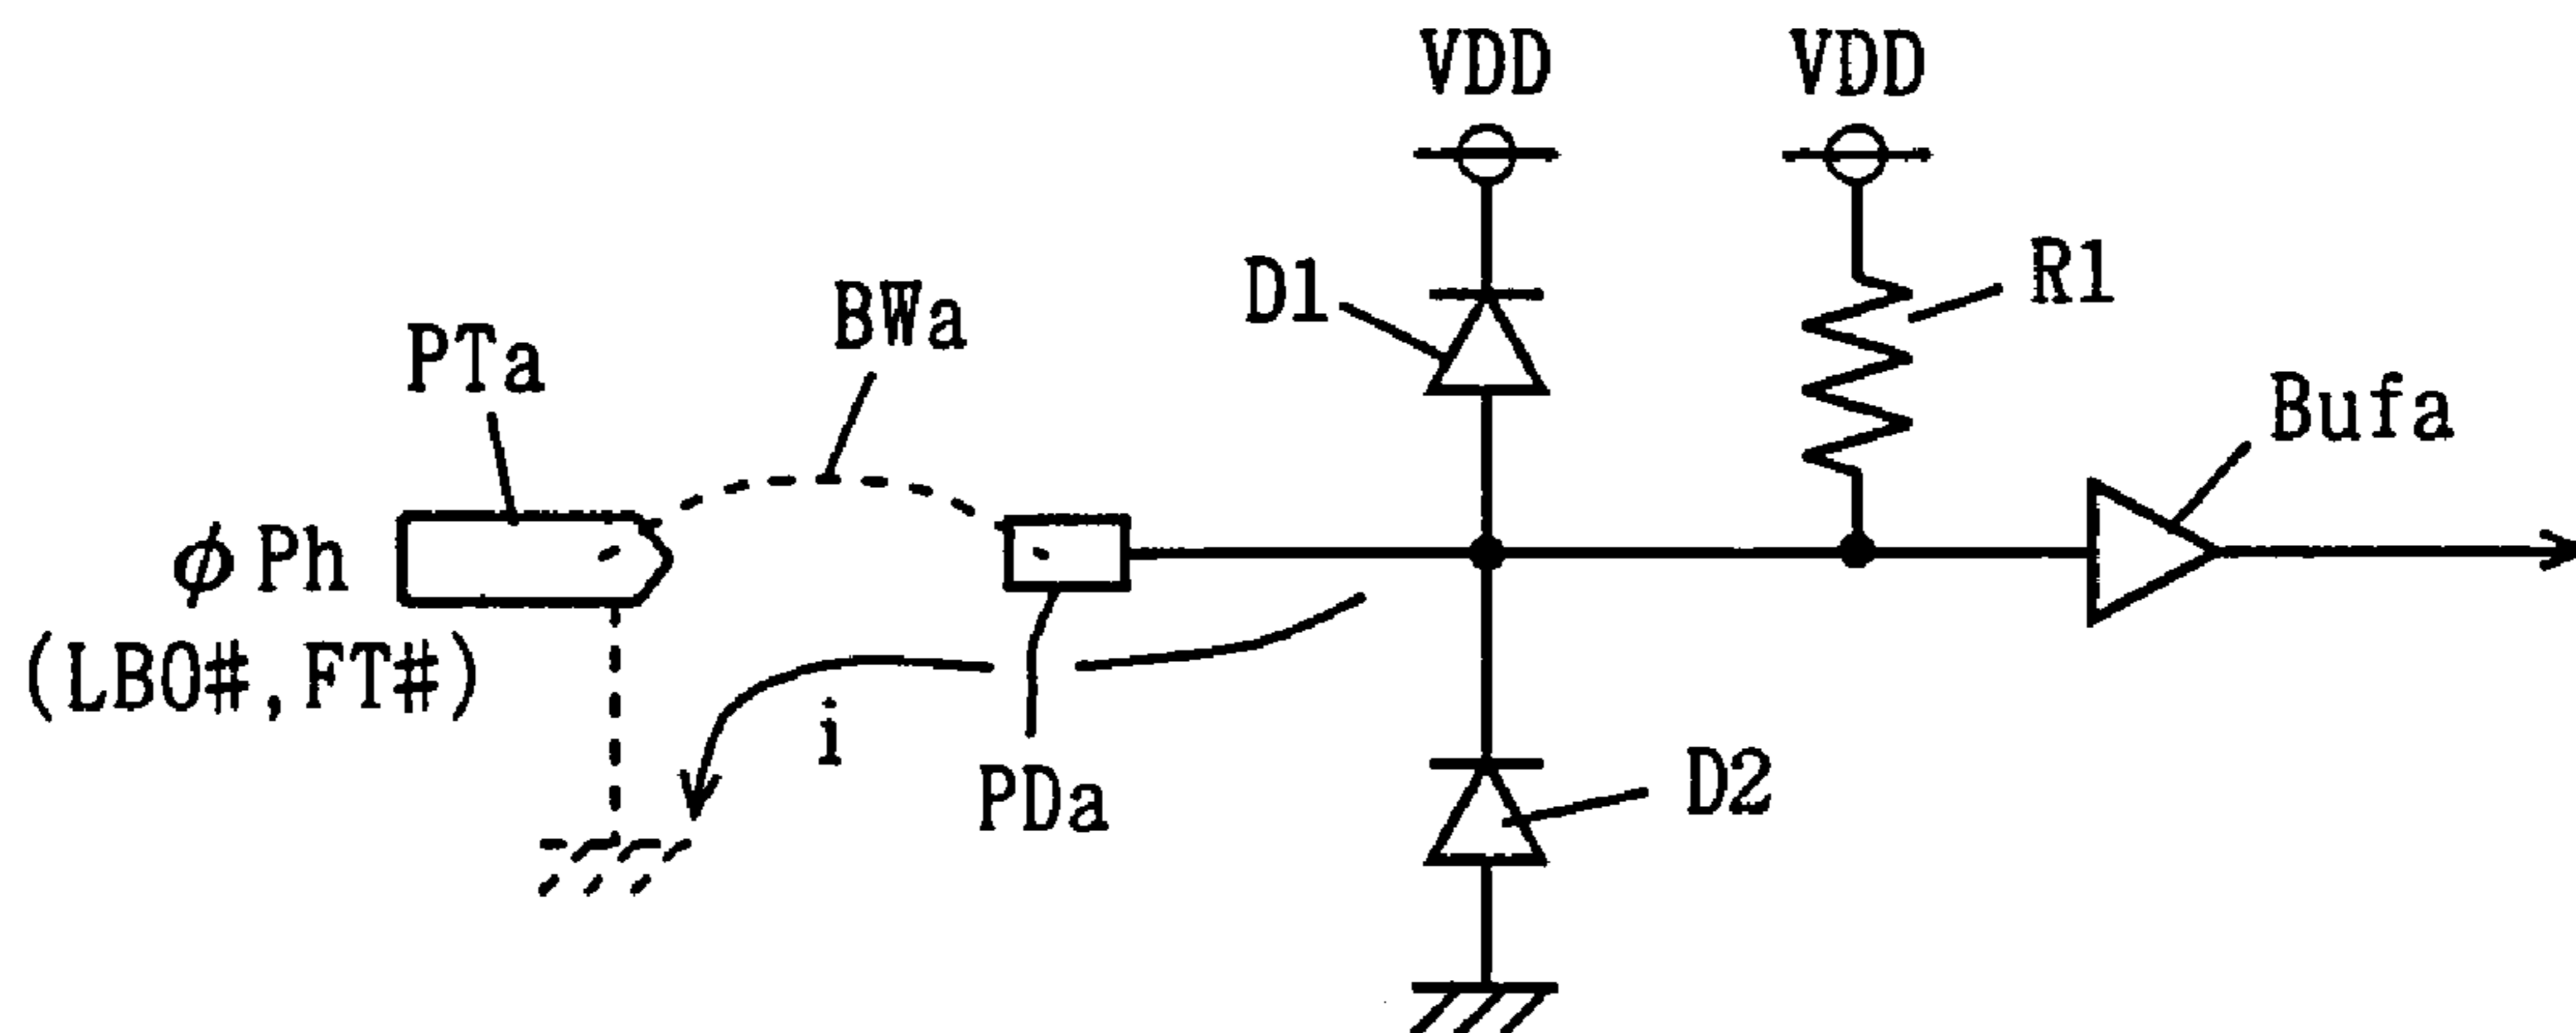 VDD
VDD
D1
R1
BWa
PTa
Bufa
ϕPh
(LBO#,FT#)
i
PDa
D2